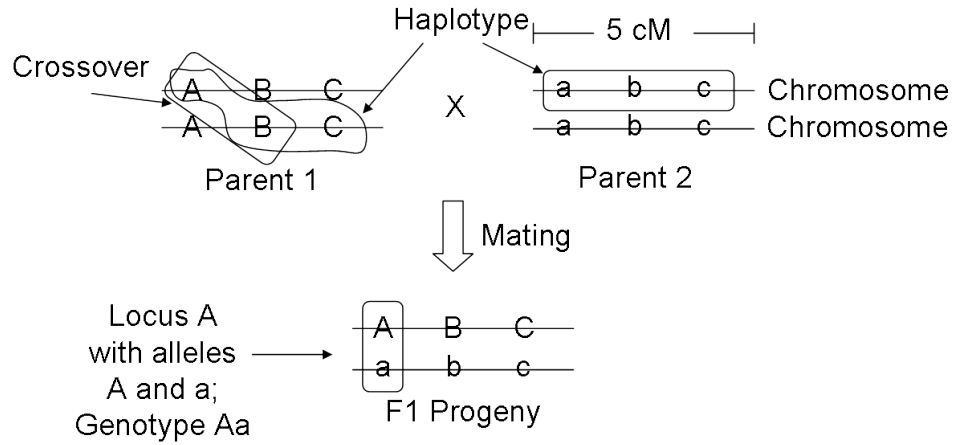 Haplotype
5 cM
Crossover
A B C
A B C
Parent 1
X
a b c Chromosome
a b c Chromosome
Parent 2
Mating
Locus A
with alleles
A and a;
Genotype Aa
A B C
a b c
F1 Progeny